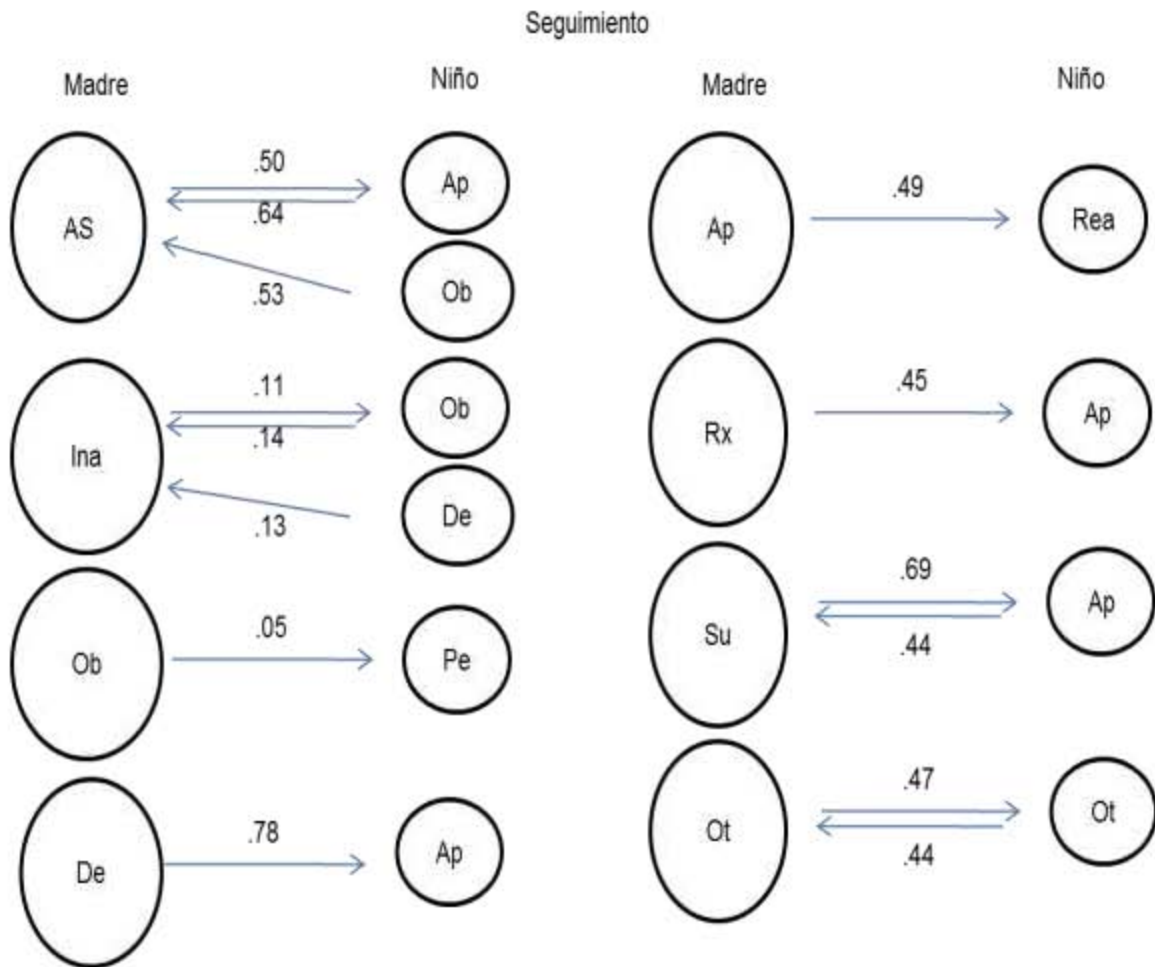 Seguimiento
Madre
Niño
AS
.50
.64
Ap
.53
Ob
Ina
.11
.14
Ob
.13
De
Ob
.05
Pe
De
.78
Ap
Madre
Niño
Ap
.49
Rea
Rx
.45
Ap
Su
.69
.44
Ap
Ot
.47
.44
Ot